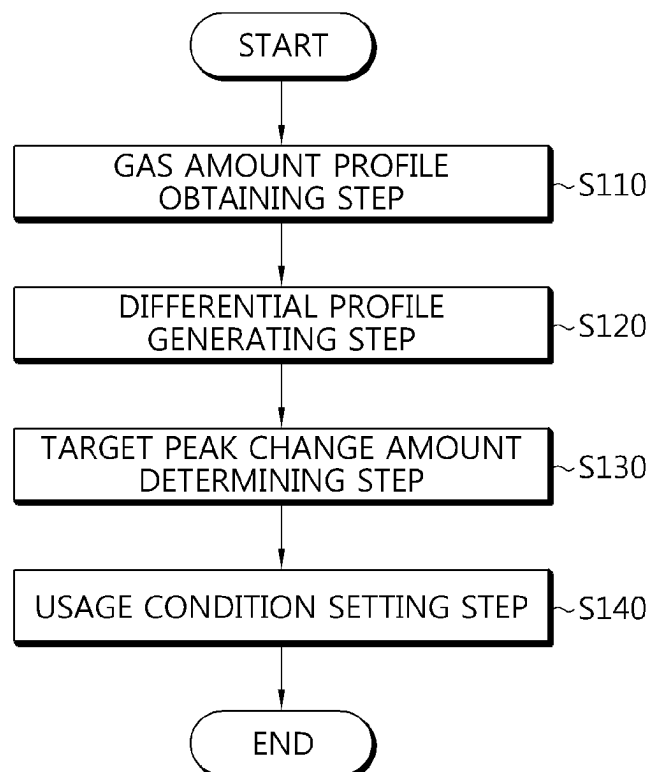 START
GAS AMOUNT PROFILE
OBTAINING STEP
S110
DIFFERENTIAL PROFILE
GENERATING STEP
S120
TARGET PEAK CHANGE AMOUNT
DETERMINING STEP
S130
USAGE CONDITION SETTING STEP
S140
END